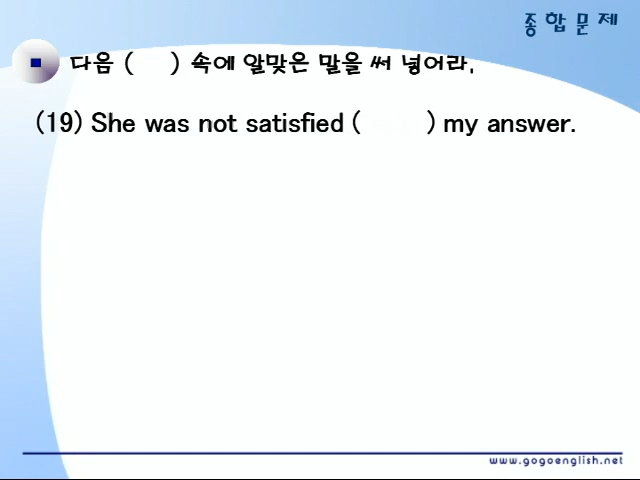 종합문제
다음 (    ) 속에 알맞은 말을 써 넣어라.
(19) She was not satisfied (      ) my answer.
www.gogoenglish.net